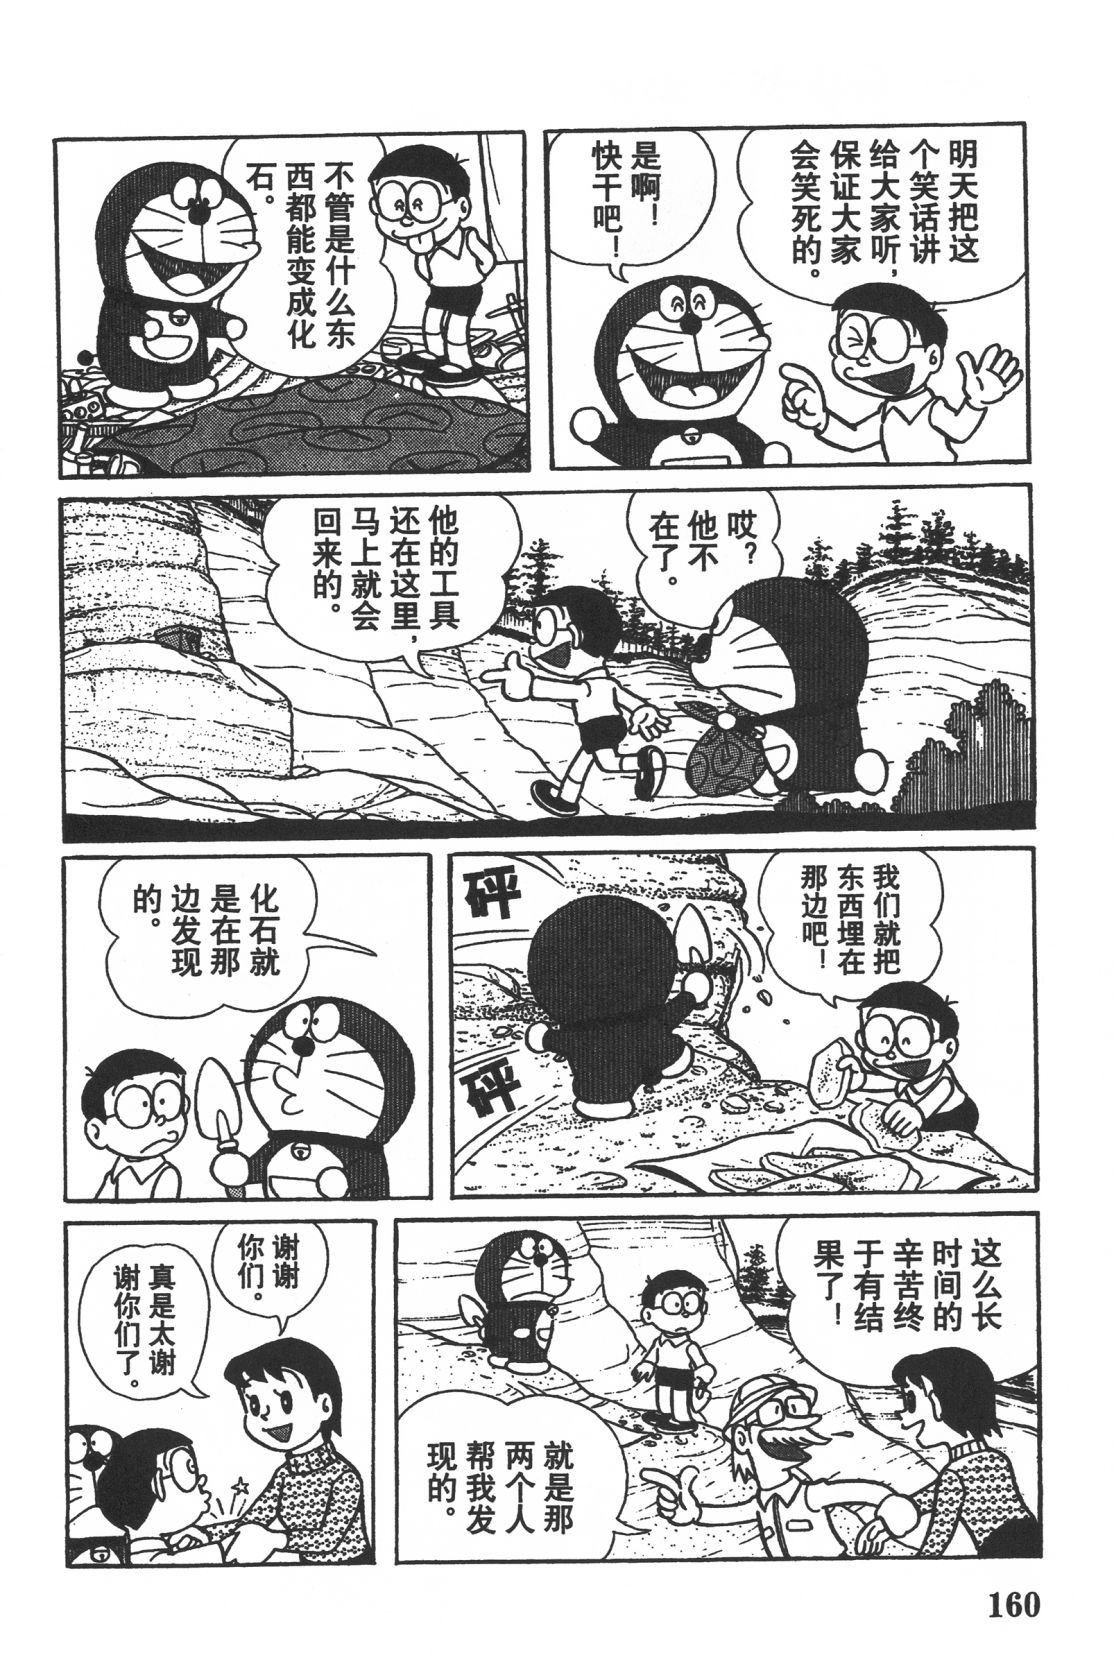 明天把这
个笑话讲
给大家听,
保证大家
会笑死的。
是啊!
快干吧!
不管是什么东
西都能变成化
石。
哎?
他不
在了。
他的工具
还在这里,
马上就会
回来的。
我们就把
东西埋在
那边吧!
砰
砰
化石就
是在那
边发现
的。
这么长
时间的
辛苦终
于有结
果了!
就是那
两个人
帮我发
现的。
谢谢
你们。
真是太谢
谢你们了。
160